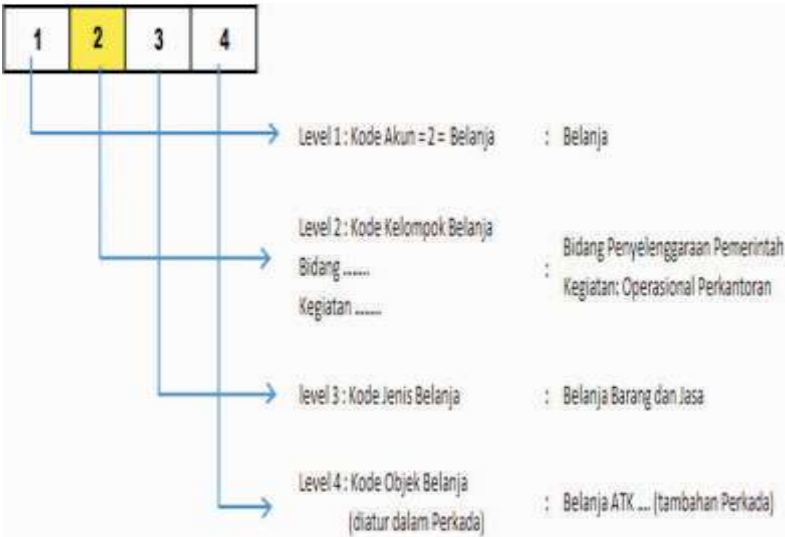 1 2 3 4
Level 1 : Kode Akun = 2 = Belanja : Belanja
Level 2 : Kode Kelompok Belanja
Bidang .......
Kegiatan .......
: Bidang Penyelenggaraan Pemerintah
Kegiatan: Operasional Perkantoran
level 3 : Kode Jenis Belanja : Belanja Barang dan Jasa
Level 4 : Kode Objek Belanja
(diatur dalam Perkada)
: Belanja ATK .... (tambahan Perkada)